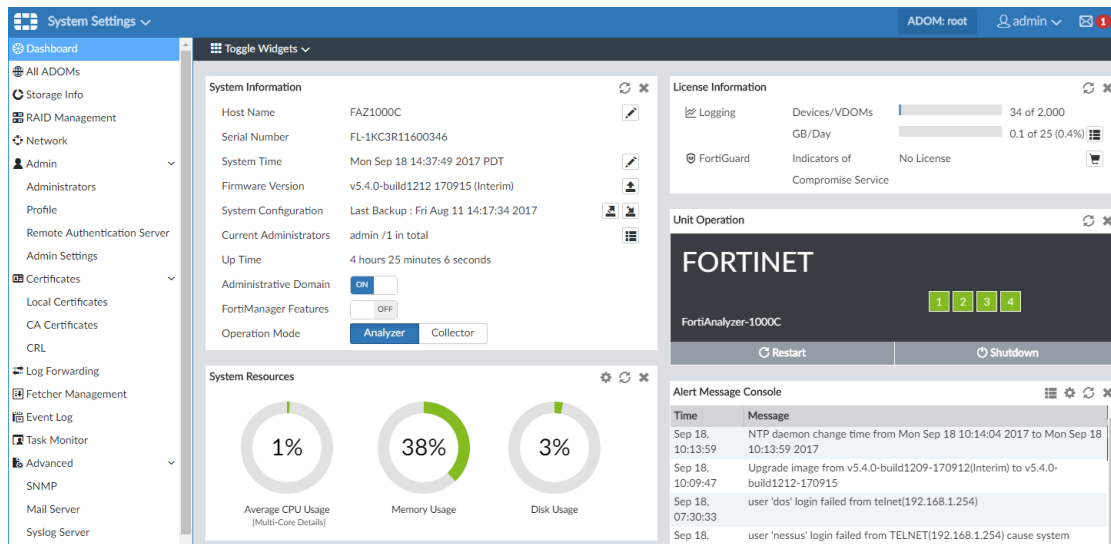 System Settings
ADOM: root
admin
1
Dashboard
All ADOMs
Storage Info
RAID Management
Network
Admin
Administrators
Profile
Remote Authentication Server
Admin Settings
Certificates
Local Certificates
CA Certificates
CRL
Log Forwarding
Fetcher Management
Event Log
Task Monitor
Advanced
SNMP
Mail Server
Syslog Server
Toggle Widgets
System Information
Host Name FAZ1000C
Serial Number FL-1KC3R11600346
System Time Mon Sep 18 14:37:49 2017 PDT
Firmware Version v5.4.0-build1212 170915 (Interim)
System Configuration Last Backup : Fri Aug 11 14:17:34 2017
Current Administrators admin /1 in total
Up Time 4 hours 25 minutes 6 seconds
Administrative Domain ON
FortiManager Features OFF
Operation Mode Analyzer Collector
System Resources
1% 38% 3%
Average CPU Usage Memory Usage Disk Usage
[Multi-Core Details]
License Information
Logging Devices/VDOMs 34 of 2,000
GB/Day 0.1 of 25 (0.4%)
FortiGuard Indicators of No License
Compromise Service
Unit Operation
FORTINET
1 2 3 4
FortiAnalyzer-1000C
Restart Shutdown
Alert Message Console
Time Message
Sep 18, NTP daemon change time from Mon Sep 18 10:14:04 2017 to Mon Sep 18
10:13:59 10:13:59 2017
Sep 18, Upgrade image from v5.4.0-build1209-170912(Interim) to v5.4.0-
10:09:47 build1212-170915
Sep 18, user 'dos' login failed from telnet(192.168.1.254)
07:30:33
Sep 18, user 'nessus' login failed from TELNET(192.168.1.254) cause system